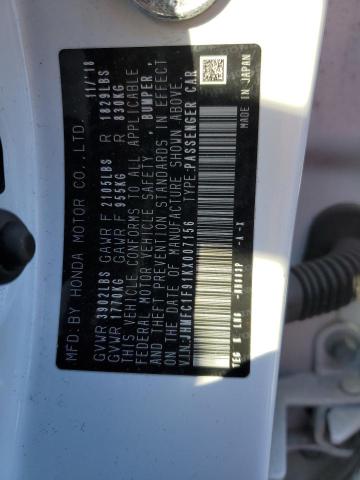 MFD. BY HONDA MOTOR CO., LTD. 11/'18
GVWR 3902LBS GAWR F 2105LBS R 1829LBS
GVWR 1770KG GAWR F 955KG R 830KG
THIS VEHICLE CONFORMS TO ALL APPLICABLE
FEDERAL MOTOR VEHICLE SAFETY, BUMPER, AND
THEFT PREVENTION STANDARDS IN EFFECT ON
THE DATE OF MANUFACTURE SHOWN ABOVE.
V.I.N.:JHMFC1F91KX007156 TYPE:PASSENGER CAR
TEG -A -I MADE IN JAPAN